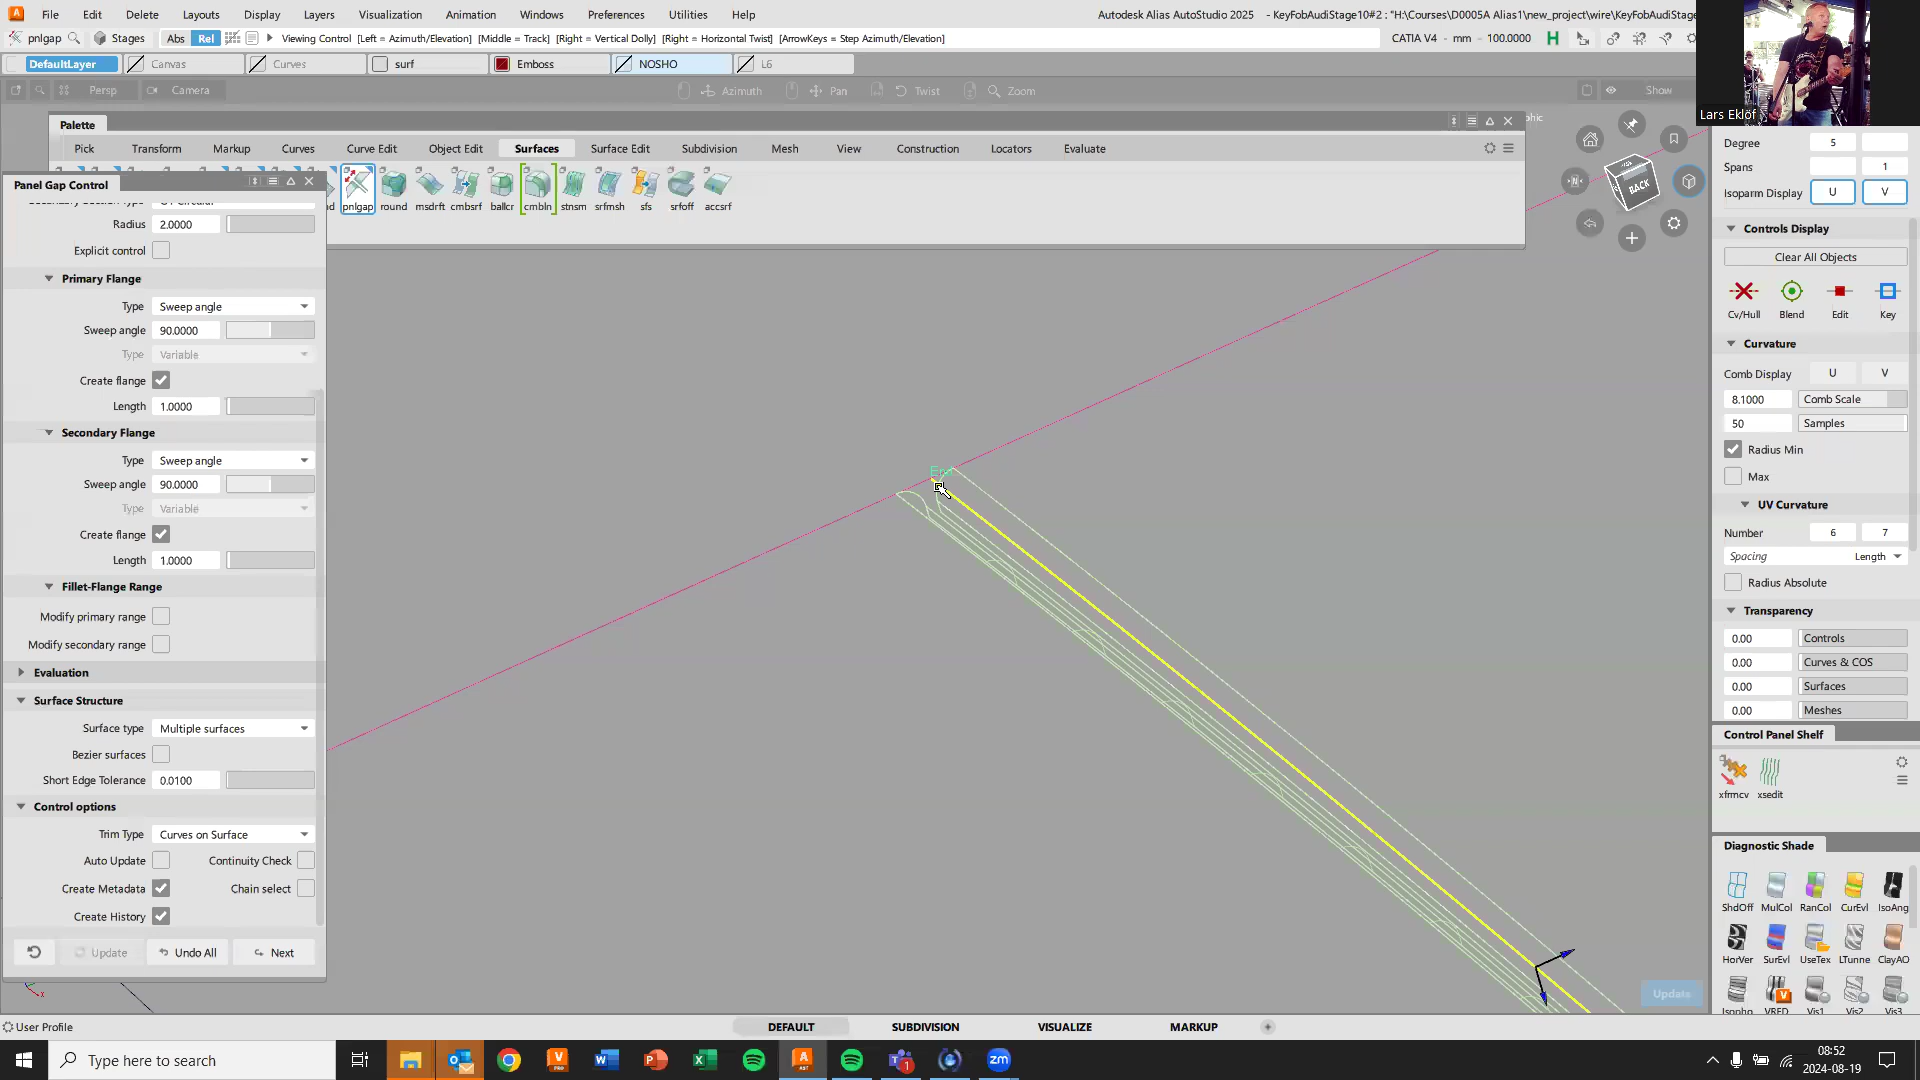 File Edit Delete Layouts Display Layers Visualization Animation Windows Preferences Utilities Help
Autodesk Alias AutoStudio 2025 - KeyFobAudiStage10#2 : "H:\Courses\D0005A Alias1\new_project\wire\KeyFobAudiStage
pnlgap Stages Abs Rel Viewing Control [Left = Azimuth/Elevation] [Middle = Track] [Right = Vertical Dolly] [Right = Horizontal Twist] [ArrowKeys = Step Azimuth/Elevation]
CATIA V4 - mm - 100.0000 H
DefaultLayer Canvas Curves surf Emboss NOSHO L6
Persp Camera Azimuth Pan Twist Zoom Show
Lars Eklöf
Palette
Pick Transform Markup Curves Curve Edit Object Edit Surfaces Surface Edit Subdivision Mesh View Construction Locators Evaluate
pnlgap round msdrft cmbsrf ballcr cmbln stnsm srfmsh sfs srfoff accsrf
BACK
Panel Gap Control
Radius 2.0000
Explicit control
Primary Flange
Type Sweep angle
Sweep angle 90.0000
Type Variable
Create flange
Length 1.0000
Secondary Flange
Type Sweep angle
Sweep angle 90.0000
Type Variable
Create flange
Length 1.0000
Fillet-Flange Range
Modify primary range
Modify secondary range
Evaluation
Surface Structure
Surface type Multiple surfaces
Bezier surfaces
Short Edge Tolerance 0.0100
Control options
Trim Type Curves on Surface
Auto Update Continuity Check
Create Metadata Chain select
Create History
Update Undo All Next
Degree 5
Spans 1
Isoparm Display U V
Controls Display
Clear All Objects
Cv/Hull Blend Edit Key
Curvature
Comb Display U V
8.1000 Comb Scale
50 Samples
Radius Min
Max
UV Curvature
Number 6 7
Spacing Length
Radius Absolute
Transparency
0.00 Controls
0.00 Curves & COS
0.00 Surfaces
0.00 Meshes
Control Panel Shelf
xfrmcv xsedit
Diagnostic Shade
ShdOff MulCol RanCol CurEvl IsoAng
HorVer SurEvl UseTex LTunne ClayAO
Isopho VRED Vis1 Vis2 Vis3
Update
User Profile
DEFAULT SUBDIVISION VISUALIZE MARKUP
Type here to search
08:52
2024-08-19